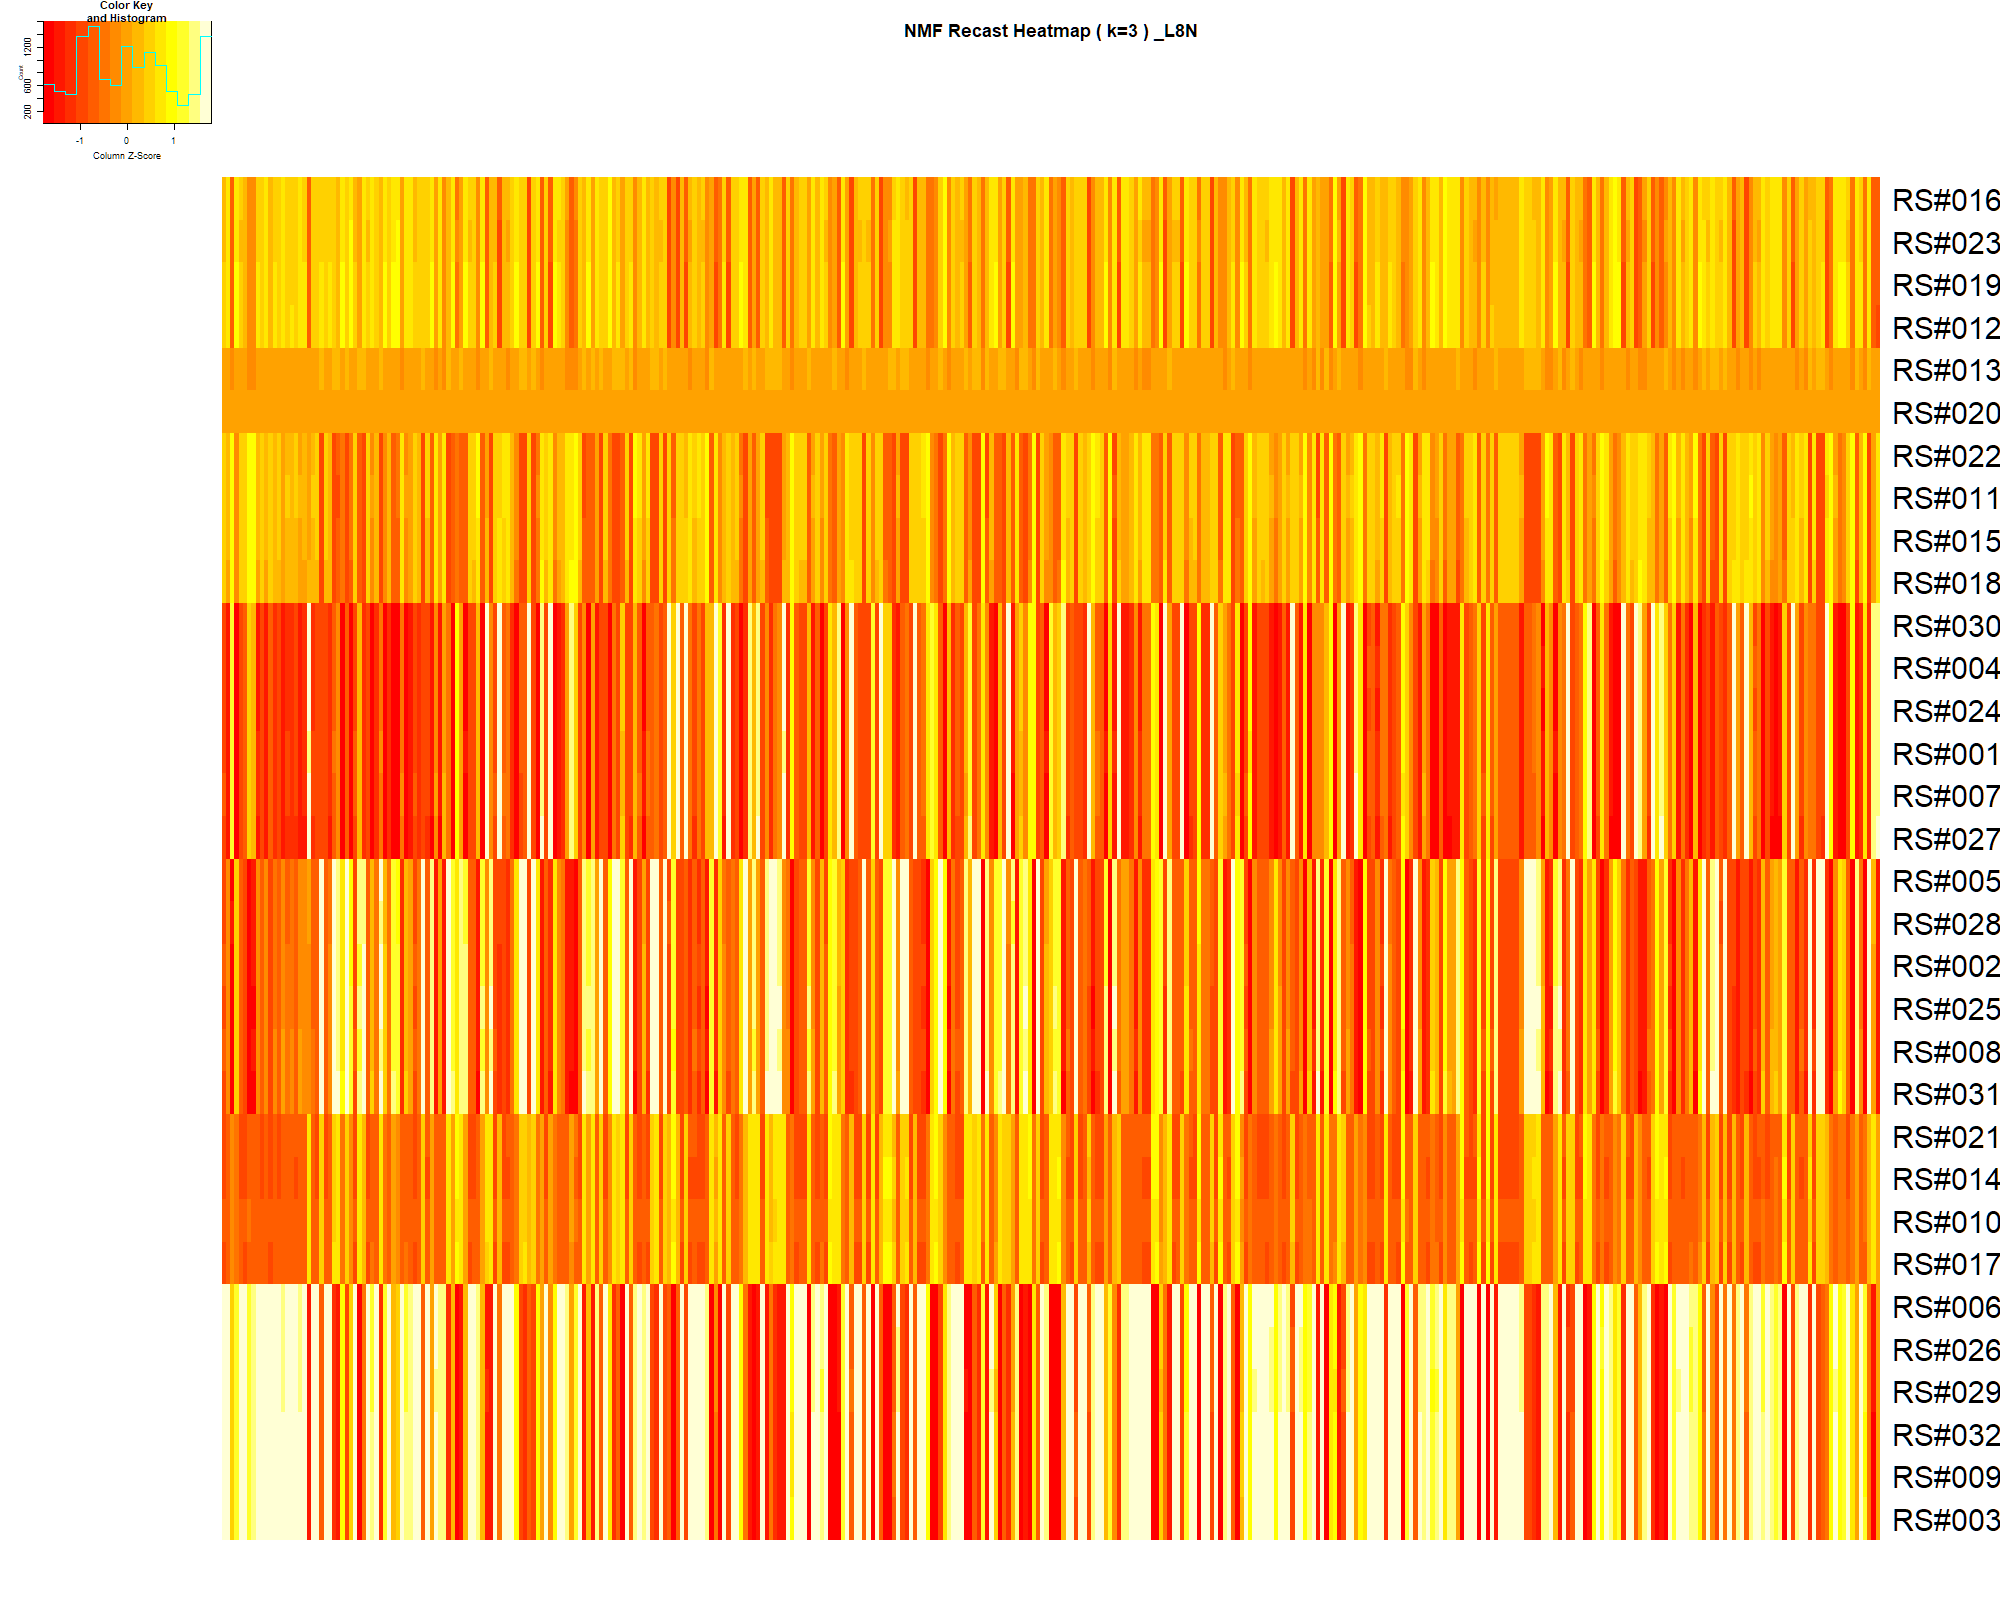 Color Key
and Histogram
NMF Recast Heatmap ( k=3 ) _L8N
Count
200
600
1200
-1
0
1
Column Z-Score
RS#016
RS#023
RS#019
RS#012
RS#013
RS#020
RS#022
RS#011
RS#015
RS#018
RS#030
RS#004
RS#024
RS#001
RS#007
RS#027
RS#005
RS#028
RS#002
RS#025
RS#008
RS#031
RS#021
RS#014
RS#010
RS#017
RS#006
RS#026
RS#029
RS#032
RS#009
RS#003